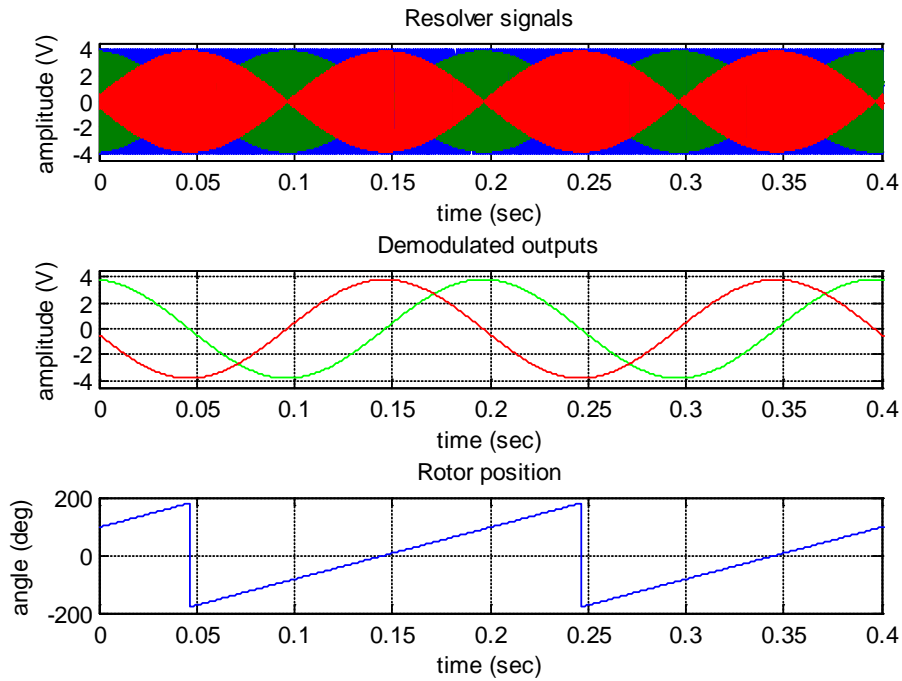 Resolver signals
4
2
0
-2
-4
amplitude (V)
0 0.05 0.1 0.15 0.2 0.25 0.3 0.35 0.4
time (sec)
Demodulated outputs
4
2
0
-2
-4
amplitude (V)
0 0.05 0.1 0.15 0.2 0.25 0.3 0.35 0.4
time (sec)
Rotor position
200
0
-200
angle (deg)
0 0.05 0.1 0.15 0.2 0.25 0.3 0.35 0.4
time (sec)